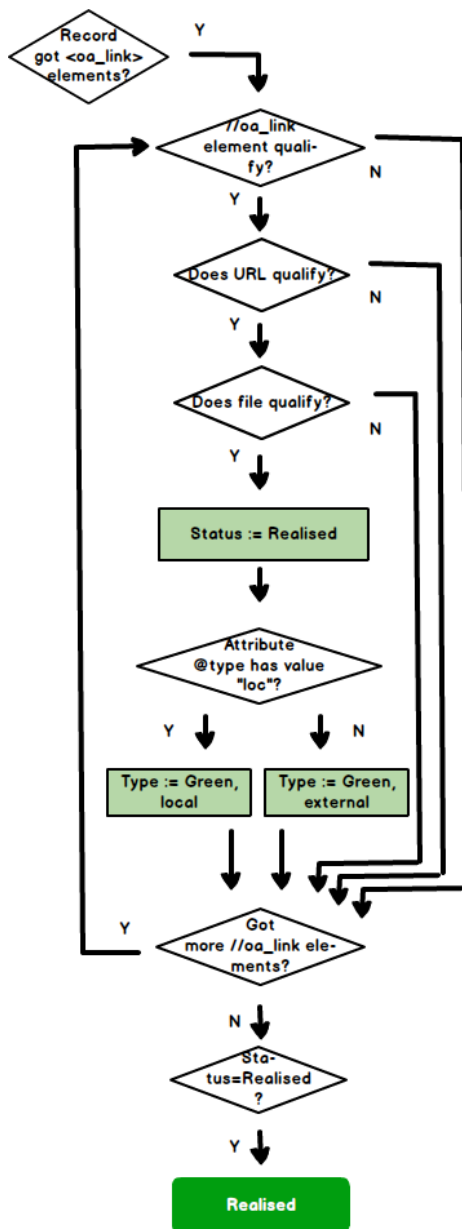 Record
got <oa_link>
elements?
Y
//oa_link
element quali-
fy?
N
Y
Does URL qualify?
N
Y
Does file qualify?
N
Y
Status := Realised
Attribute
@type has value
"loc"?
Y
N
Type := Green,
local
Type := Green,
external
Got
more //oa_link ele-
ments?
Y
N
Sta-
tus=Realised
?
Y
Realised